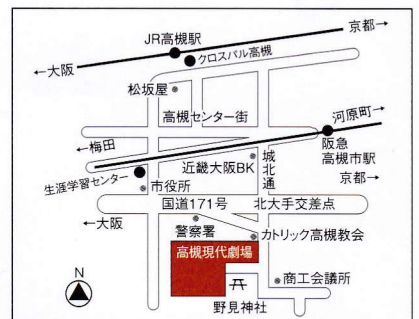 京都→
JR高槻駅
クロスパル高槻
←大阪
松坂屋
高槻センター街
河原町→
←梅田
近畿大阪BK
城北通
阪急
高槻市駅
生涯学習センター
市役所
京都→
国道171号
北大手交差点
←大阪
警察署
カトリック高槻教会
高槻現代劇場
N
商工会議所
野見神社